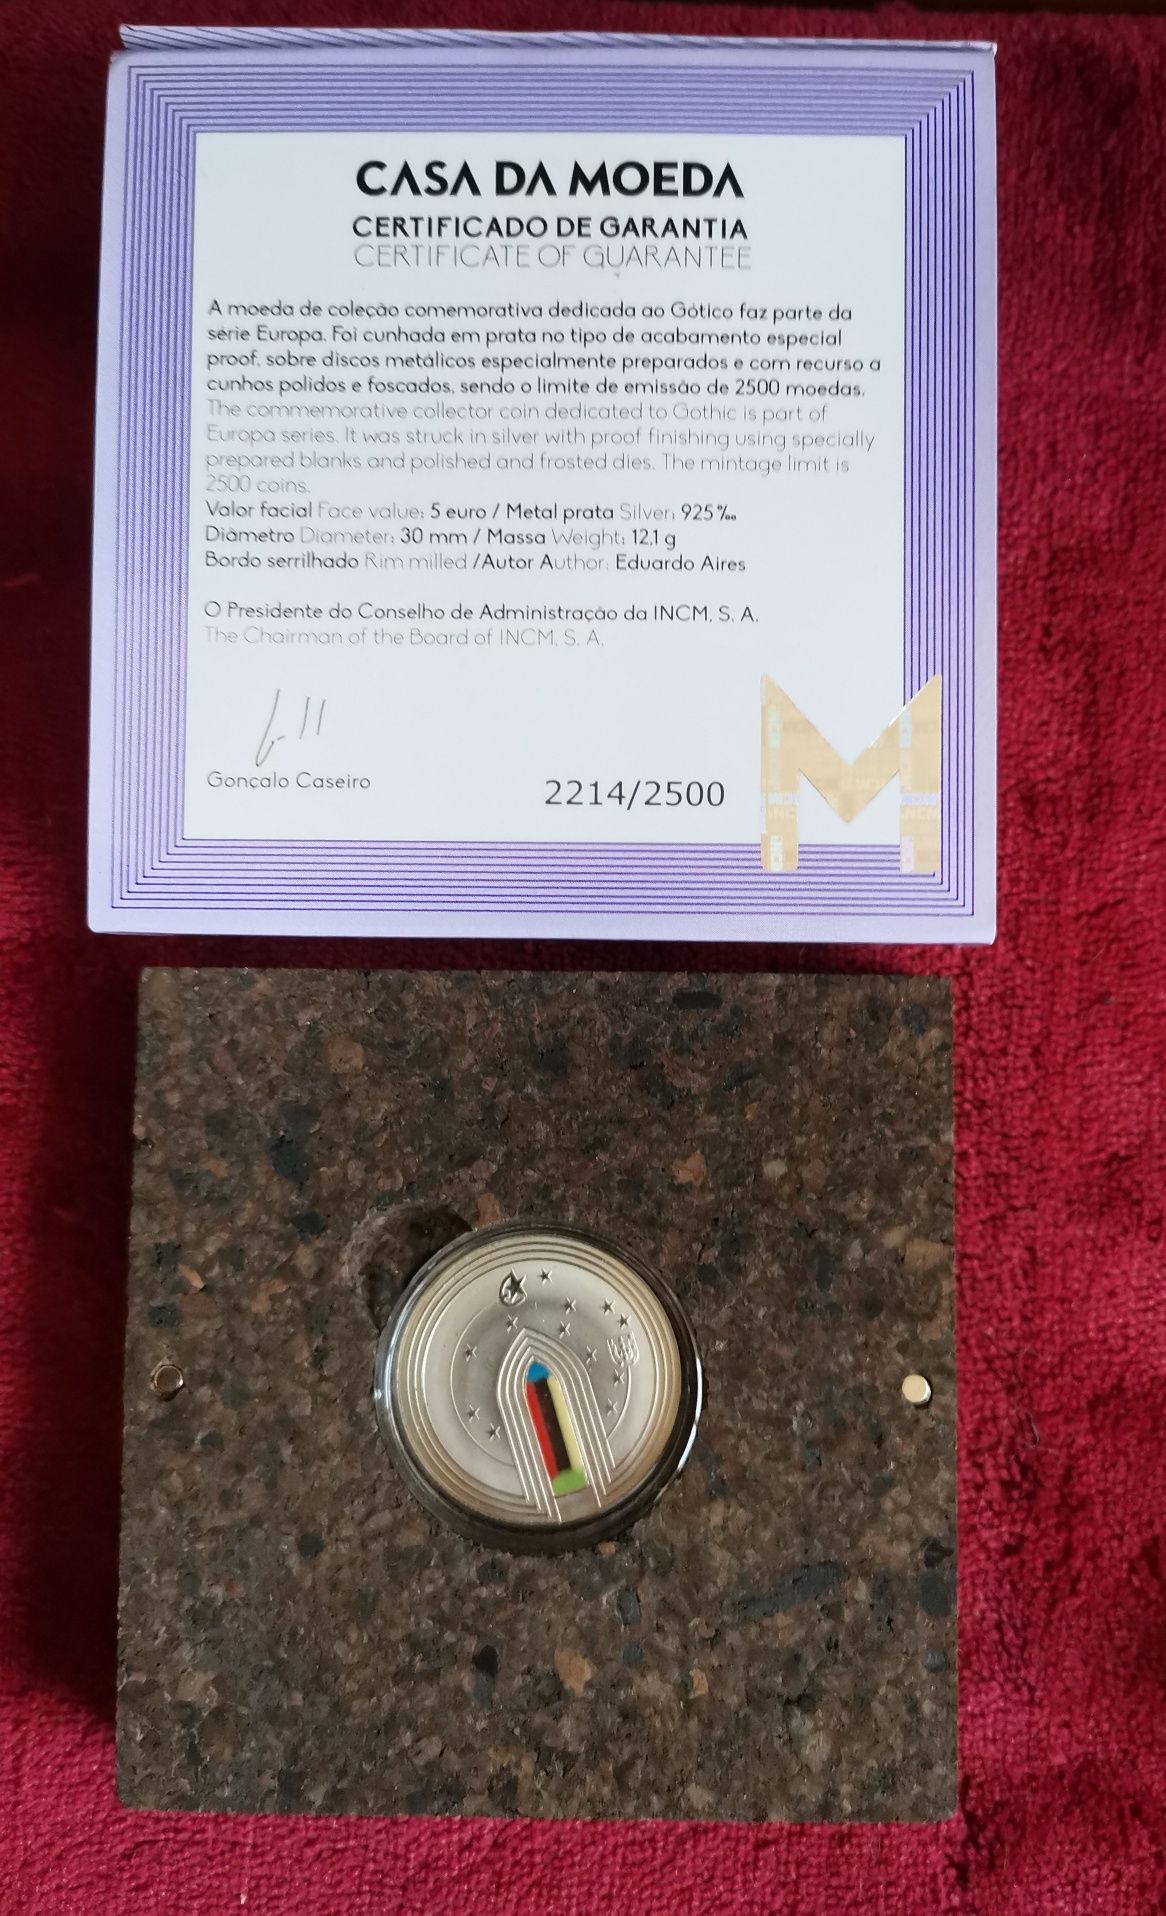 CASA DA MOEDA
CERTIFICADO DE GARANTIA
CERTIFICATE OF GUARANTEE
A moeda de coleção comemorativa dedicada ao Gótico faz parte da
série Europa. Foi cunhada em prata no tipo de acabamento especial
proof, sobre discos metálicos especialmente preparados e com recurso a
cunhos polidos e foscados, sendo o limite de emissão de 2500 moedas.
The commemorative collector coin dedicated to Gothic is part of
Europa series. It was struck in silver with proof finishing using specially
prepared blanks and polished and frosted dies. The mintage limit is
2500 coins.
Valor facial Face value: 5 euro / Metal prata Silver: 925‰
Diâmetro Diameter: 30 mm / Massa Weight: 12,1 g
Bordo serrilhado Rim milled /Autor Author: Eduardo Aires
O Presidente do Conselho de Administração da INCM, S. A.
The Chairman of the Board of INCM, S. A.
Gonçalo Caseiro
2214/2500